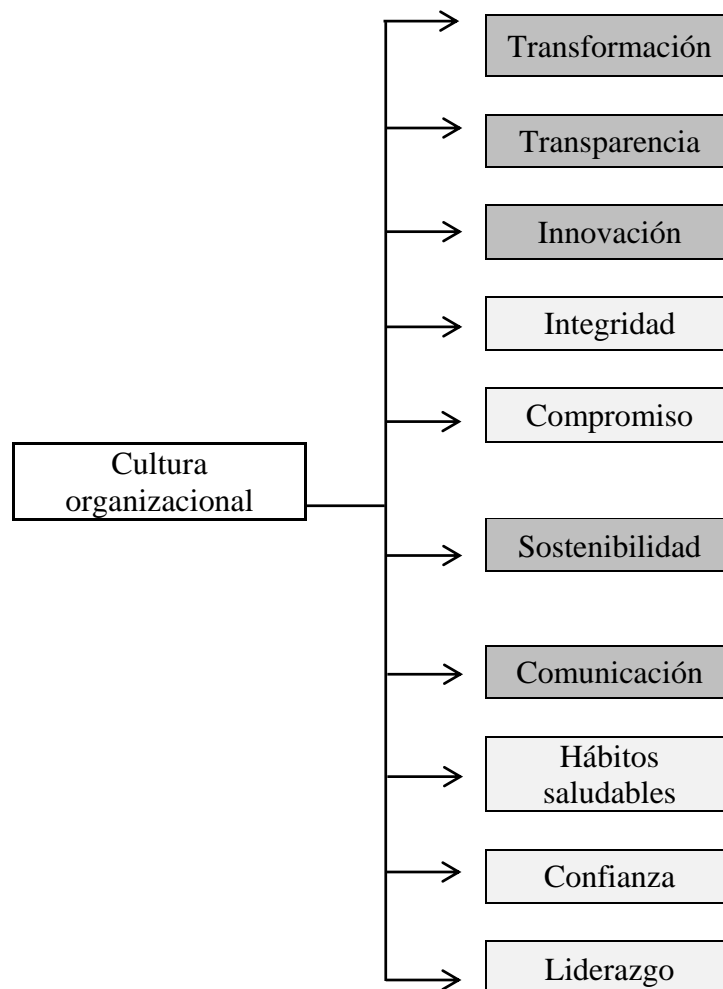 Transformación
Transparencia
Innovación
Integridad
Compromiso
Cultura
organizacional
Sostenibilidad
Comunicación
Hábitos
saludables
Confianza
Liderazgo